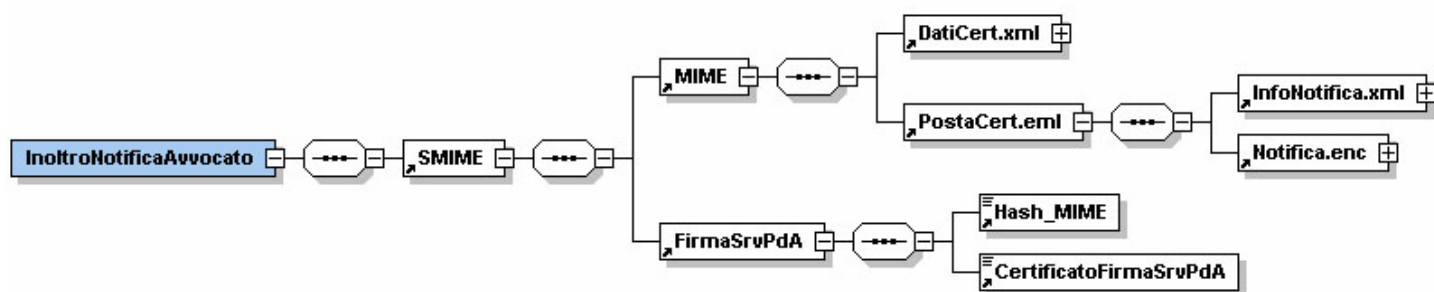 DatiCert.xml
MIME
InfoNotifica.xml
PostaCert.eml
InoltroNotificaAvvocato
SMIME
Notifica.enc
Hash_MIME
FirmaSrvPdA
CertificatoFirmaSrvPdA